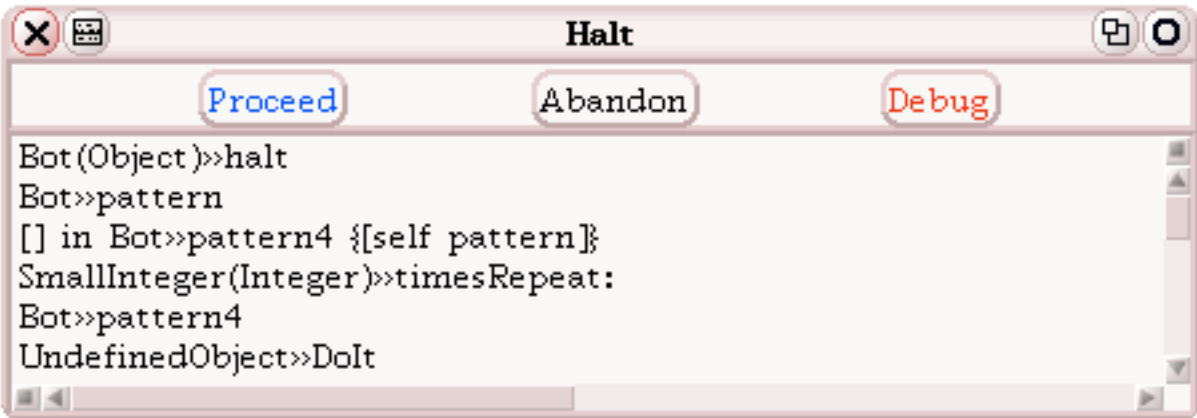 Halt
Proceed Abandon Debug
Bot(Object)»halt
Bot»pattern
[] in Bot»pattern4 {[self pattern]}
SmallInteger(Integer)»timesRepeat:
Bot»pattern4
UndefinedObject»DoIt